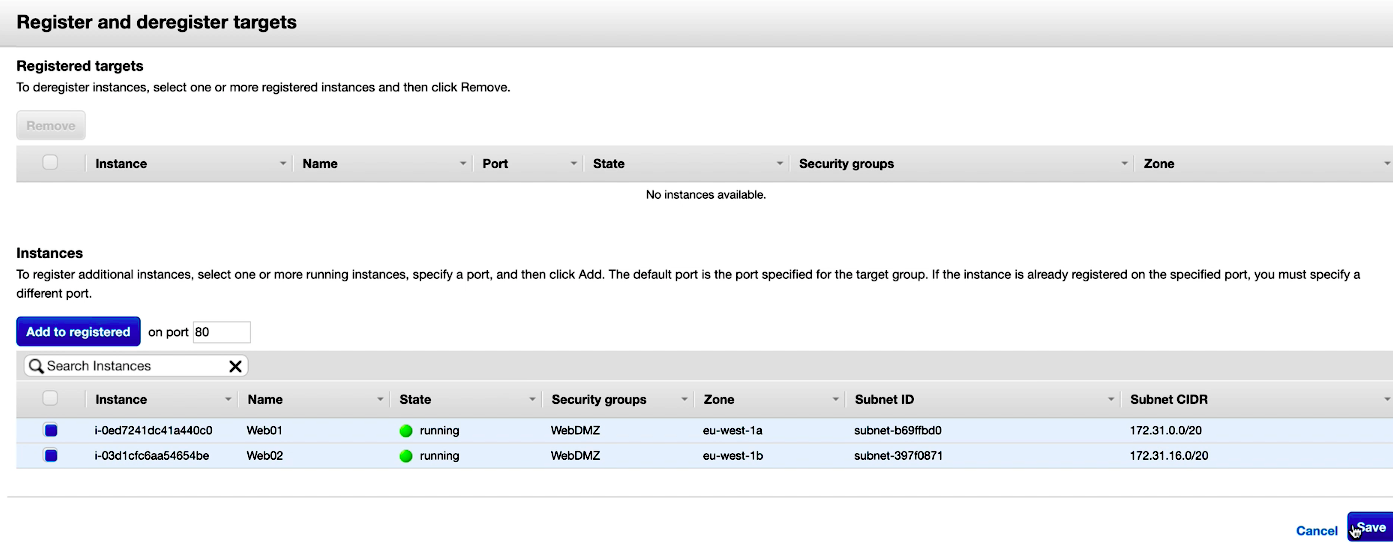 Register and deregister targets
Registered targets
To deregister instances, select one or more registered instances and then click Remove.
Remove
Instance Name Port State Security groups Zone
No instances available.
Instances
To register additional instances, select one or more running instances, specify a port, and then click Add. The default port is the port specified for the target group. If the instance is already registered on the specified port, you must specify a
different port.
Add to registered on port 80
Search Instances
Instance Name State Security groups Zone Subnet ID Subnet CIDR
i-0ed7241dc41a440c0 Web01 running WebDMZ eu-west-1a subnet-b69ffbd0 172.31.0.0/20
i-03d1cfc6aa54654be Web02 running WebDMZ eu-west-1b subnet-397f0871 172.31.16.0/20
Cancel Save